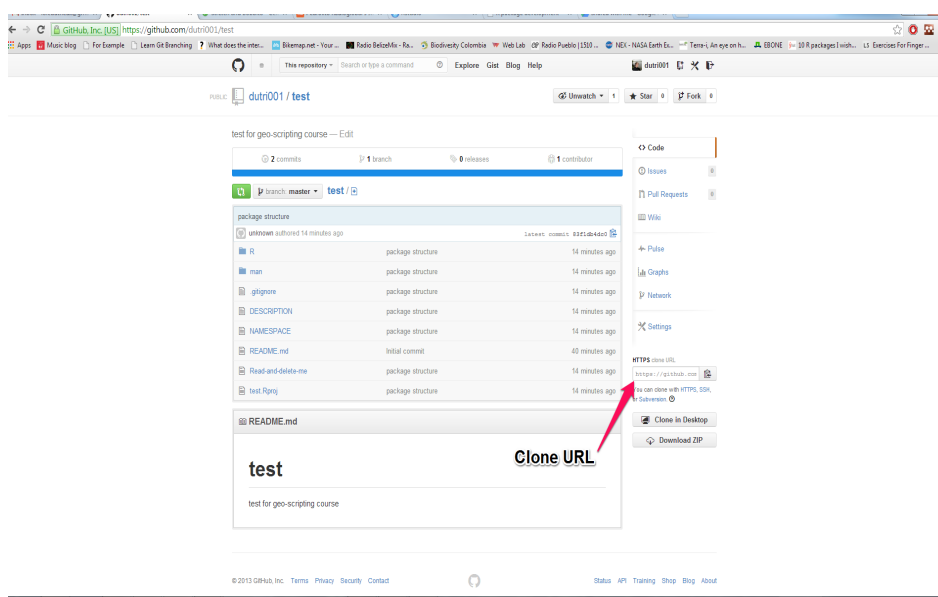 GitHub, Inc. [US] https://github.com/dutri001/test
Apps Music blog For Example Learn Git Branching What does the inter... Bikemap.net - Your ... Radio BelizeMix - Ra... Biodivesity Colombia Web Lab Radio Pueblo | 1510 ... NEX - NASA Earth Ex... Terra-i, An eye on h... EBONE 10 R packages I wish... LS Exercises For Finger ...
This repository Search or type a command Explore Gist Blog Help dutri001
PUBLIC dutri001 / test Unwatch 1 Star 0 Fork 0
test for geo-scripting course — Edit
2 commits 1 branch 0 releases 1 contributor
branch: master test /
package structure
unknown authored 14 minutes ago latest commit 83f1db4dc0
R package structure 14 minutes ago
man package structure 14 minutes ago
.gitignore package structure 14 minutes ago
DESCRIPTION package structure 14 minutes ago
NAMESPACE package structure 14 minutes ago
README.md Initial commit 40 minutes ago
Read-and-delete-me package structure 14 minutes ago
test.Rproj package structure 14 minutes ago
README.md
test
test for geo-scripting course
Code
Issues 0
Pull Requests 0
Wiki
Pulse
Graphs
Network
Settings
HTTPS clone URL
https://github.com
You can clone with HTTPS, SSH,
or Subversion.
Clone in Desktop
Download ZIP
Clone URL
© 2013 GitHub, Inc. Terms Privacy Security Contact Status API Training Shop Blog About